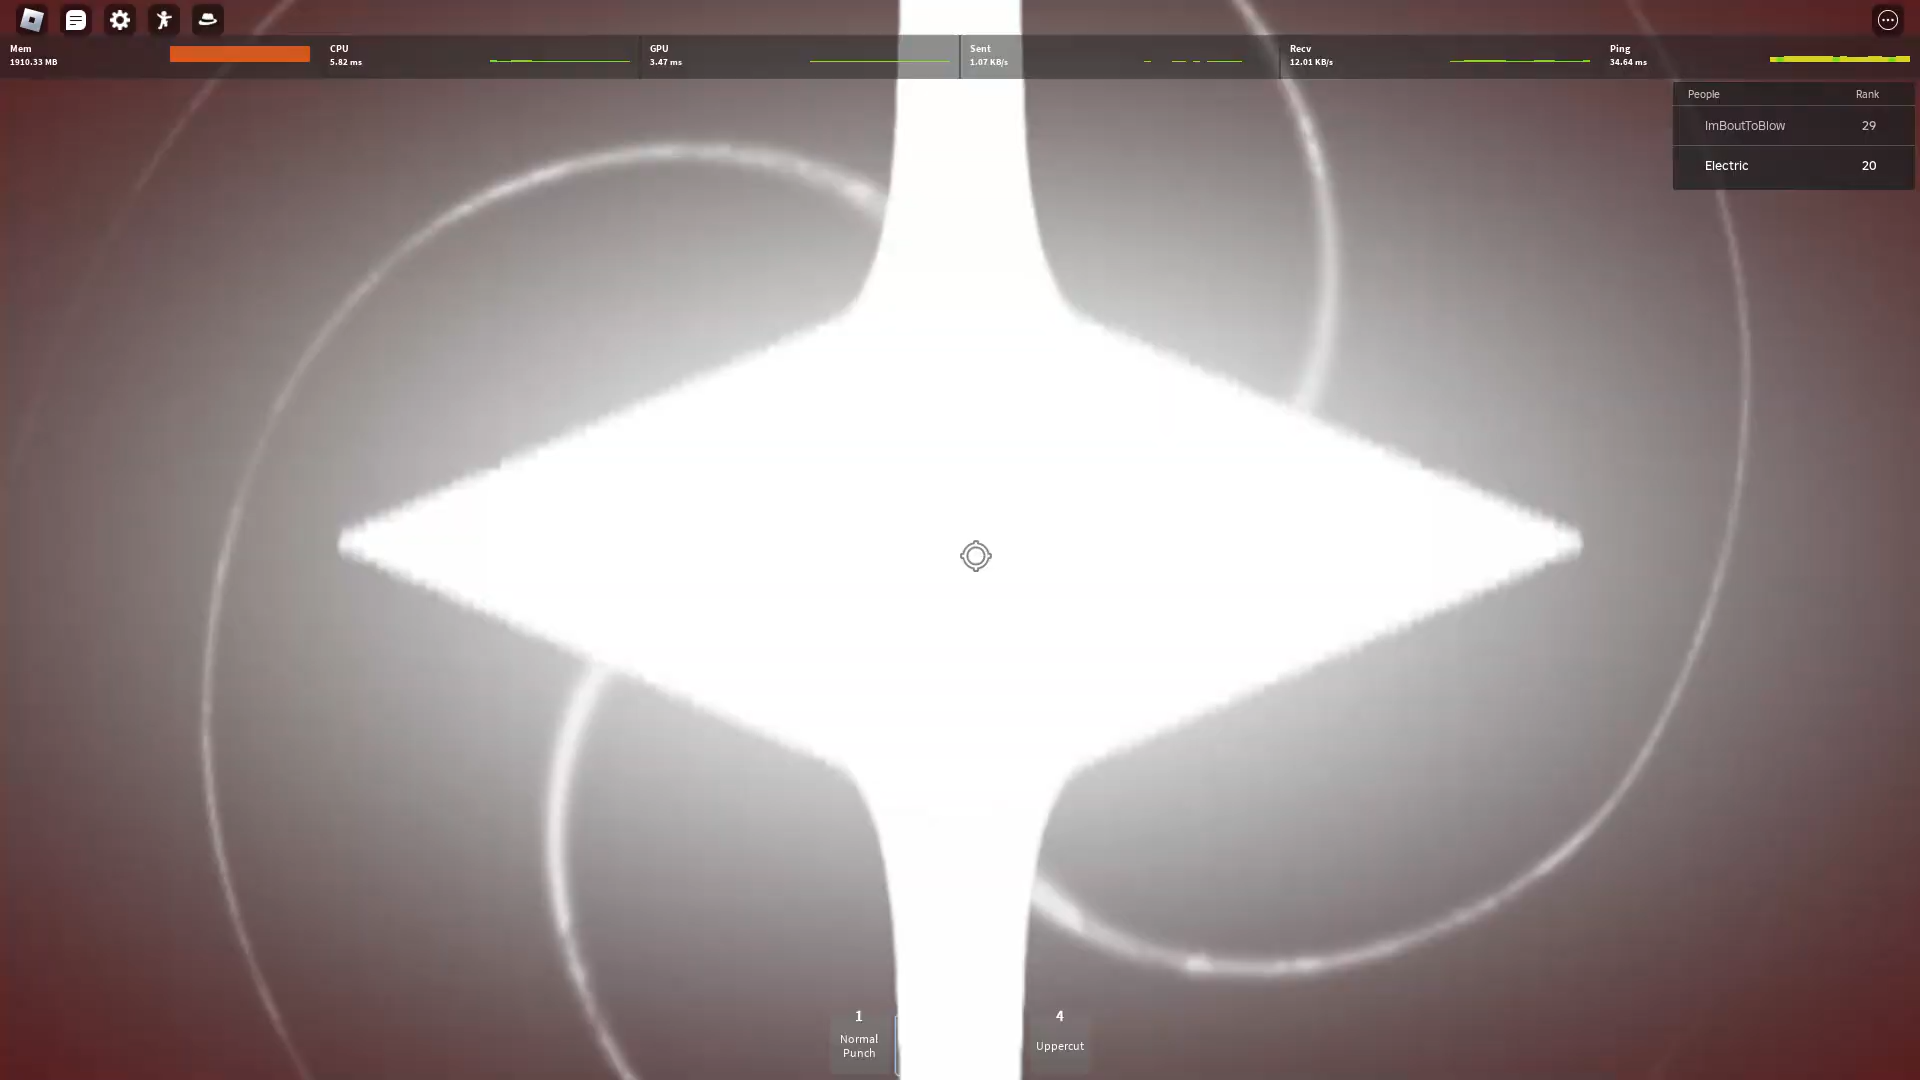 Mem
1910.33 MB
CPU
5.82 ms
GPU
3.47 ms
Sent
1.07 KB/s
Recv
12.01 KB/s
Ping
34.64 ms
People Rank
ImBoutToBlow 29
Electric 20
1
Normal
Punch
4
Uppercut